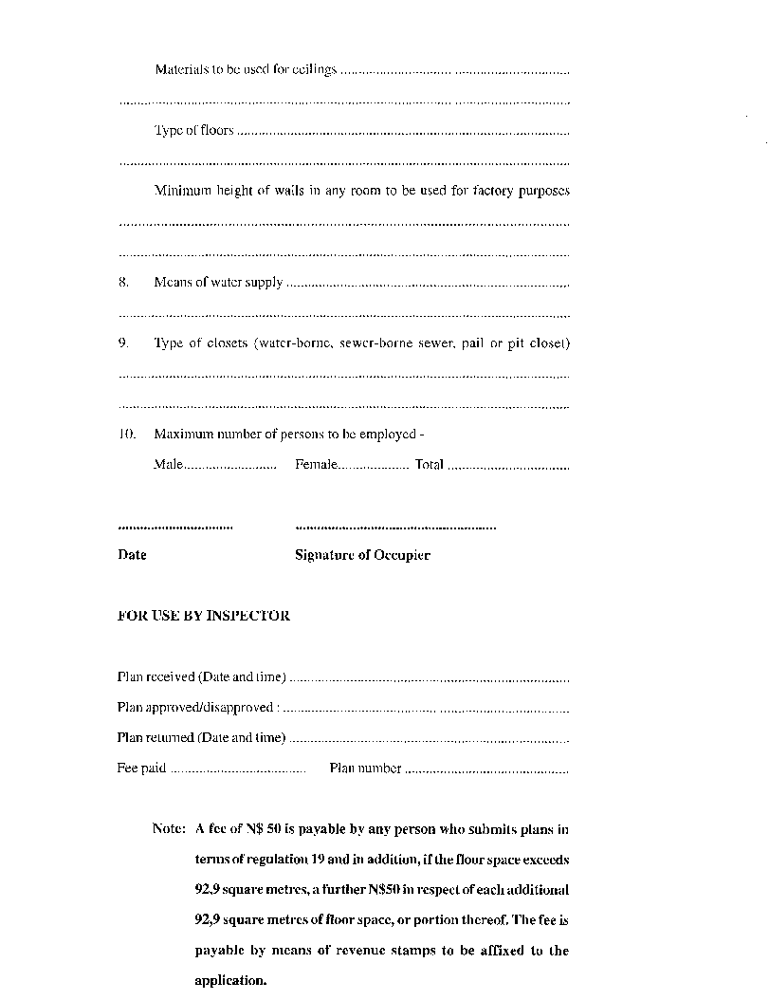 Materials to be used for ceilings ................................................................
..............................................................................................................................
Type of floors .............................................................................................
..............................................................................................................................
Minimum height of walls in any room to be used for factory purposes
..............................................................................................................................
..............................................................................................................................
8. Means of water supply ...............................................................................
..............................................................................................................................
9. Type of closets (water-borne, sewer-borne sewer, pail or pit closet)
..............................................................................................................................
..............................................................................................................................
10. Maximum number of persons to be employed -
Male.......................... Female.................... Total ..................................
................................ ........................................................
Date Signature of Occupier
FOR USE BY INSPECTOR
Plan received (Date and time) ..............................................................................
Plan approved/disapproved : ................................................................................
Plan returned (Date and time) ..............................................................................
Fee paid ...................................... Plan number ..............................................
Note: A fee of N$ 50 is payable by any person who submits plans in
terms of regulation 19 and in addition, if the floor space exceeds
92,9 square metres, a further N$50 in respect of each additional
92,9 square metres of floor space, or portion thereof. The fee is
payable by means of revenue stamps to be affixed to the
application.